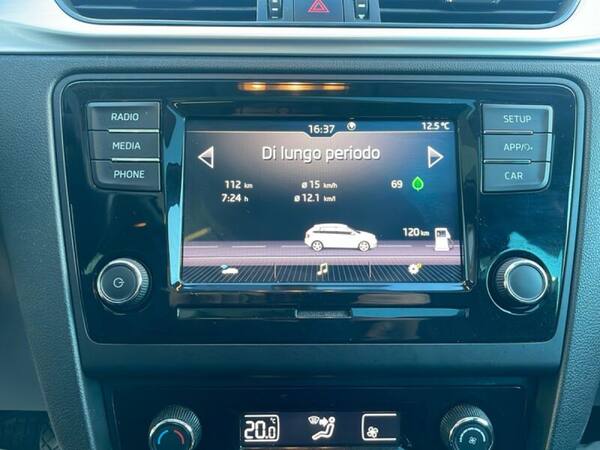 RADIO
MEDIA
PHONE
16:37
12.5 °C
Di lungo periodo
112 km
ø 15 km/h
69
7:24 h
ø 12.1 km/l
120 km
SETUP
APP/
CAR
20.0